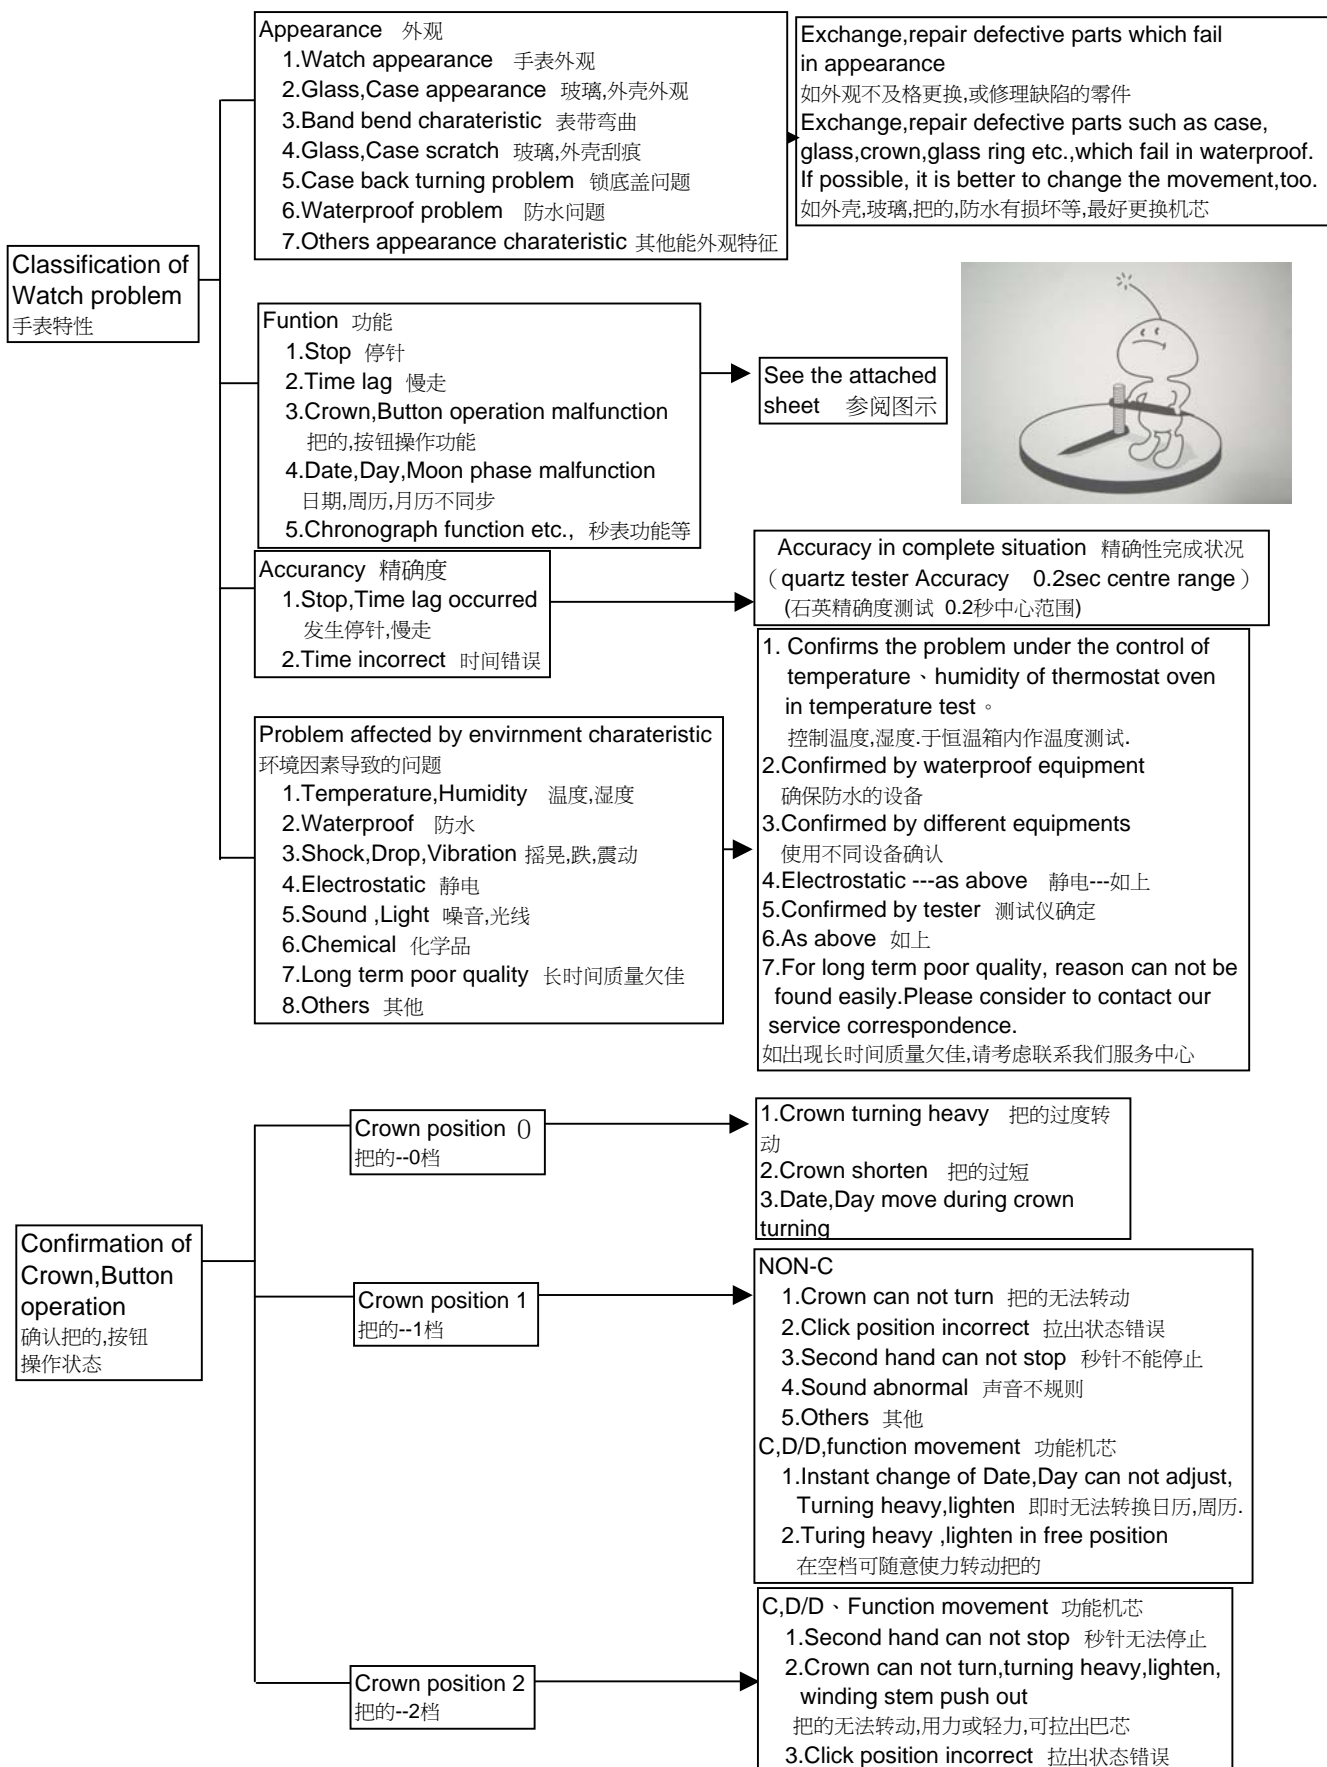 Classification of
Watch problem
手表特性
Appearance 外观
1.Watch appearance 手表外观
2.Glass,Case appearance 玻璃,外壳外观
3.Band bend charateristic 表带弯曲
4.Glass,Case scratch 玻璃,外壳刮痕
5.Case back turning problem 锁底盖问题
6.Waterproof problem 防水问题
7.Others appearance charateristic 其他能外观特征
Exchange,repair defective parts which fail
in appearance
如外观不及格更换,或修理缺陷的零件
Exchange,repair defective parts such as case,
glass,crown,glass ring etc.,which fail in waterproof.
If possible, it is better to change the movement,too.
如外壳,玻璃,把的,防水有损坏等,最好更换机芯
Funtion 功能
1.Stop 停针
2.Time lag 慢走
3.Crown,Button operation malfunction
把的,按钮操作功能
4.Date,Day,Moon phase malfunction
日期,周历,月历不同步
5.Chronograph function etc., 秒表功能等
See the attached
sheet 参阅图示
Accurancy 精确度
1.Stop,Time lag occurred
发生停针,慢走
2.Time incorrect 时间错误
Accuracy in complete situation 精确性完成状况
（quartz tester Accuracy 0.2sec centre range）
(石英精确度测试 0.2秒中心范围)
Problem affected by envirnment charateristic
环境因素导致的问题
1.Temperature,Humidity 温度,湿度
2.Waterproof 防水
3.Shock,Drop,Vibration 摇晃,跌,震动
4.Electrostatic 静电
5.Sound ,Light 噪音,光线
6.Chemical 化学品
7.Long term poor quality 长时间质量欠佳
8.Others 其他
1. Confirms the problem under the control of
temperature、humidity of thermostat oven
in temperature test。
控制温度,湿度.于恒温箱内作温度测试.
2.Confirmed by waterproof equipment
确保防水的设备
3.Confirmed by different equipments
使用不同设备确认
4.Electrostatic ---as above 静电---如上
5.Confirmed by tester 测试仪确定
6.As above 如上
7.For long term poor quality, reason can not be
found easily.Please consider to contact our
service correspondence.
如出现长时间质量欠佳,请考虑联系我们服务中心
Confirmation of
Crown,Button
operation
确认把的,按钮
操作状态
Crown position 0
把的--0档
1.Crown turning heavy 把的过度转
动
2.Crown shorten 把的过短
3.Date,Day move during crown
turning
Crown position 1
把的--1档
NON-C
1.Crown can not turn 把的无法转动
2.Click position incorrect 拉出状态错误
3.Second hand can not stop 秒针不能停止
4.Sound abnormal 声音不规则
5.Others 其他
C,D/D,function movement 功能机芯
1.Instant change of Date,Day can not adjust,
Turning heavy,lighten 即时无法转换日历,周历.
2.Turing heavy ,lighten in free position
在空档可随意使力转动把的
Crown position 2
把的--2档
C,D/D、Function movement 功能机芯
1.Second hand can not stop 秒针无法停止
2.Crown can not turn,turning heavy,lighten,
winding stem push out
把的无法转动,用力或轻力,可拉出巴芯
3.Click position incorrect 拉出状态错误